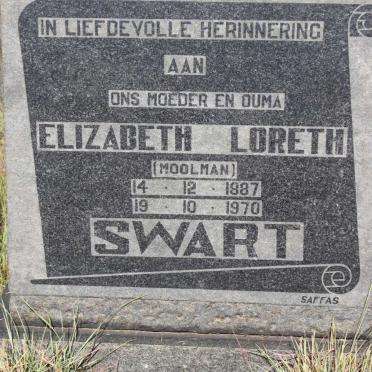 IN LIEFDEVOLLE HERINNERING
AAN
ONS MOEDER EN OUMA
ELIZABETH LORETH
(MOOLMAN)
14 · 12 · 1887
19 · 10 · 1970
SWART
SAFFAS